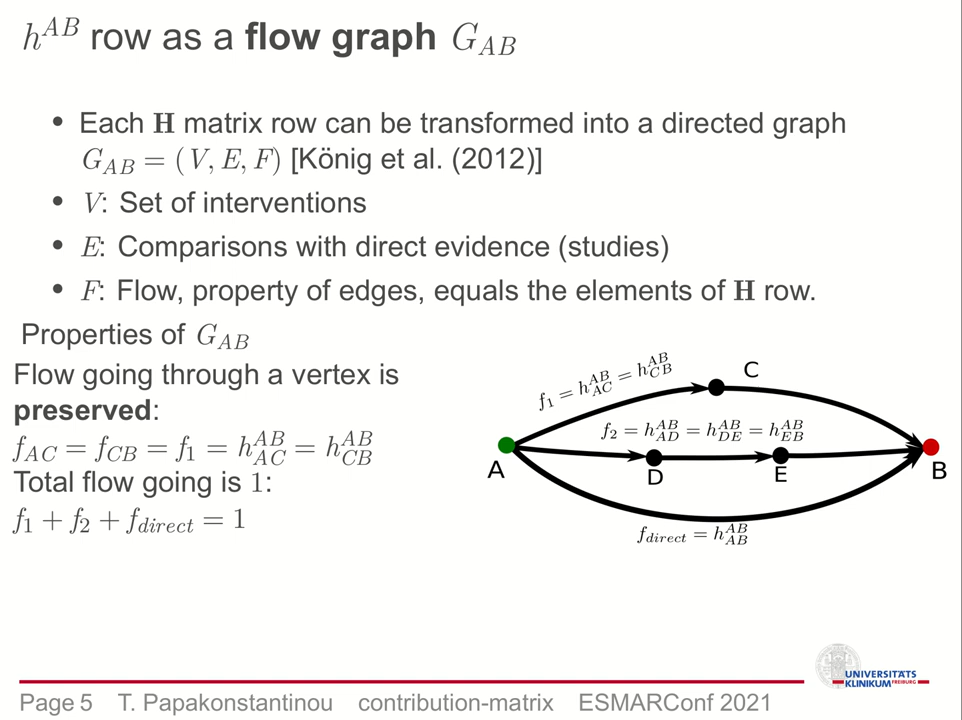 h^{AB} row as a flow graph G_{AB}
• Each H matrix row can be transformed into a directed graph
G_{AB} = (V, E, F) [König et al. (2012)]
• V: Set of interventions
• E: Comparisons with direct evidence (studies)
• F: Flow, property of edges, equals the elements of H row.
Properties of G_{AB}
Flow going through a vertex is
preserved:
f_{AC} = f_{CB} = f_1 = h^{AB}_{AC} = h^{AB}_{CB}
Total flow going is 1:
f_1 + f_2 + f_{direct} = 1
f_1 = h^{AB}_{AC} = h^{AB}_{CB}
C
f_2 = h^{AB}_{AD} = h^{AB}_{DE} = h^{AB}_{EB}
A
D
E
B
f_{direct} = h^{AB}_{AB}
UNIVERSITÄTS
KLINIKUM FREIBURG
Page 5 T. Papakonstantinou contribution-matrix ESMARConf 2021